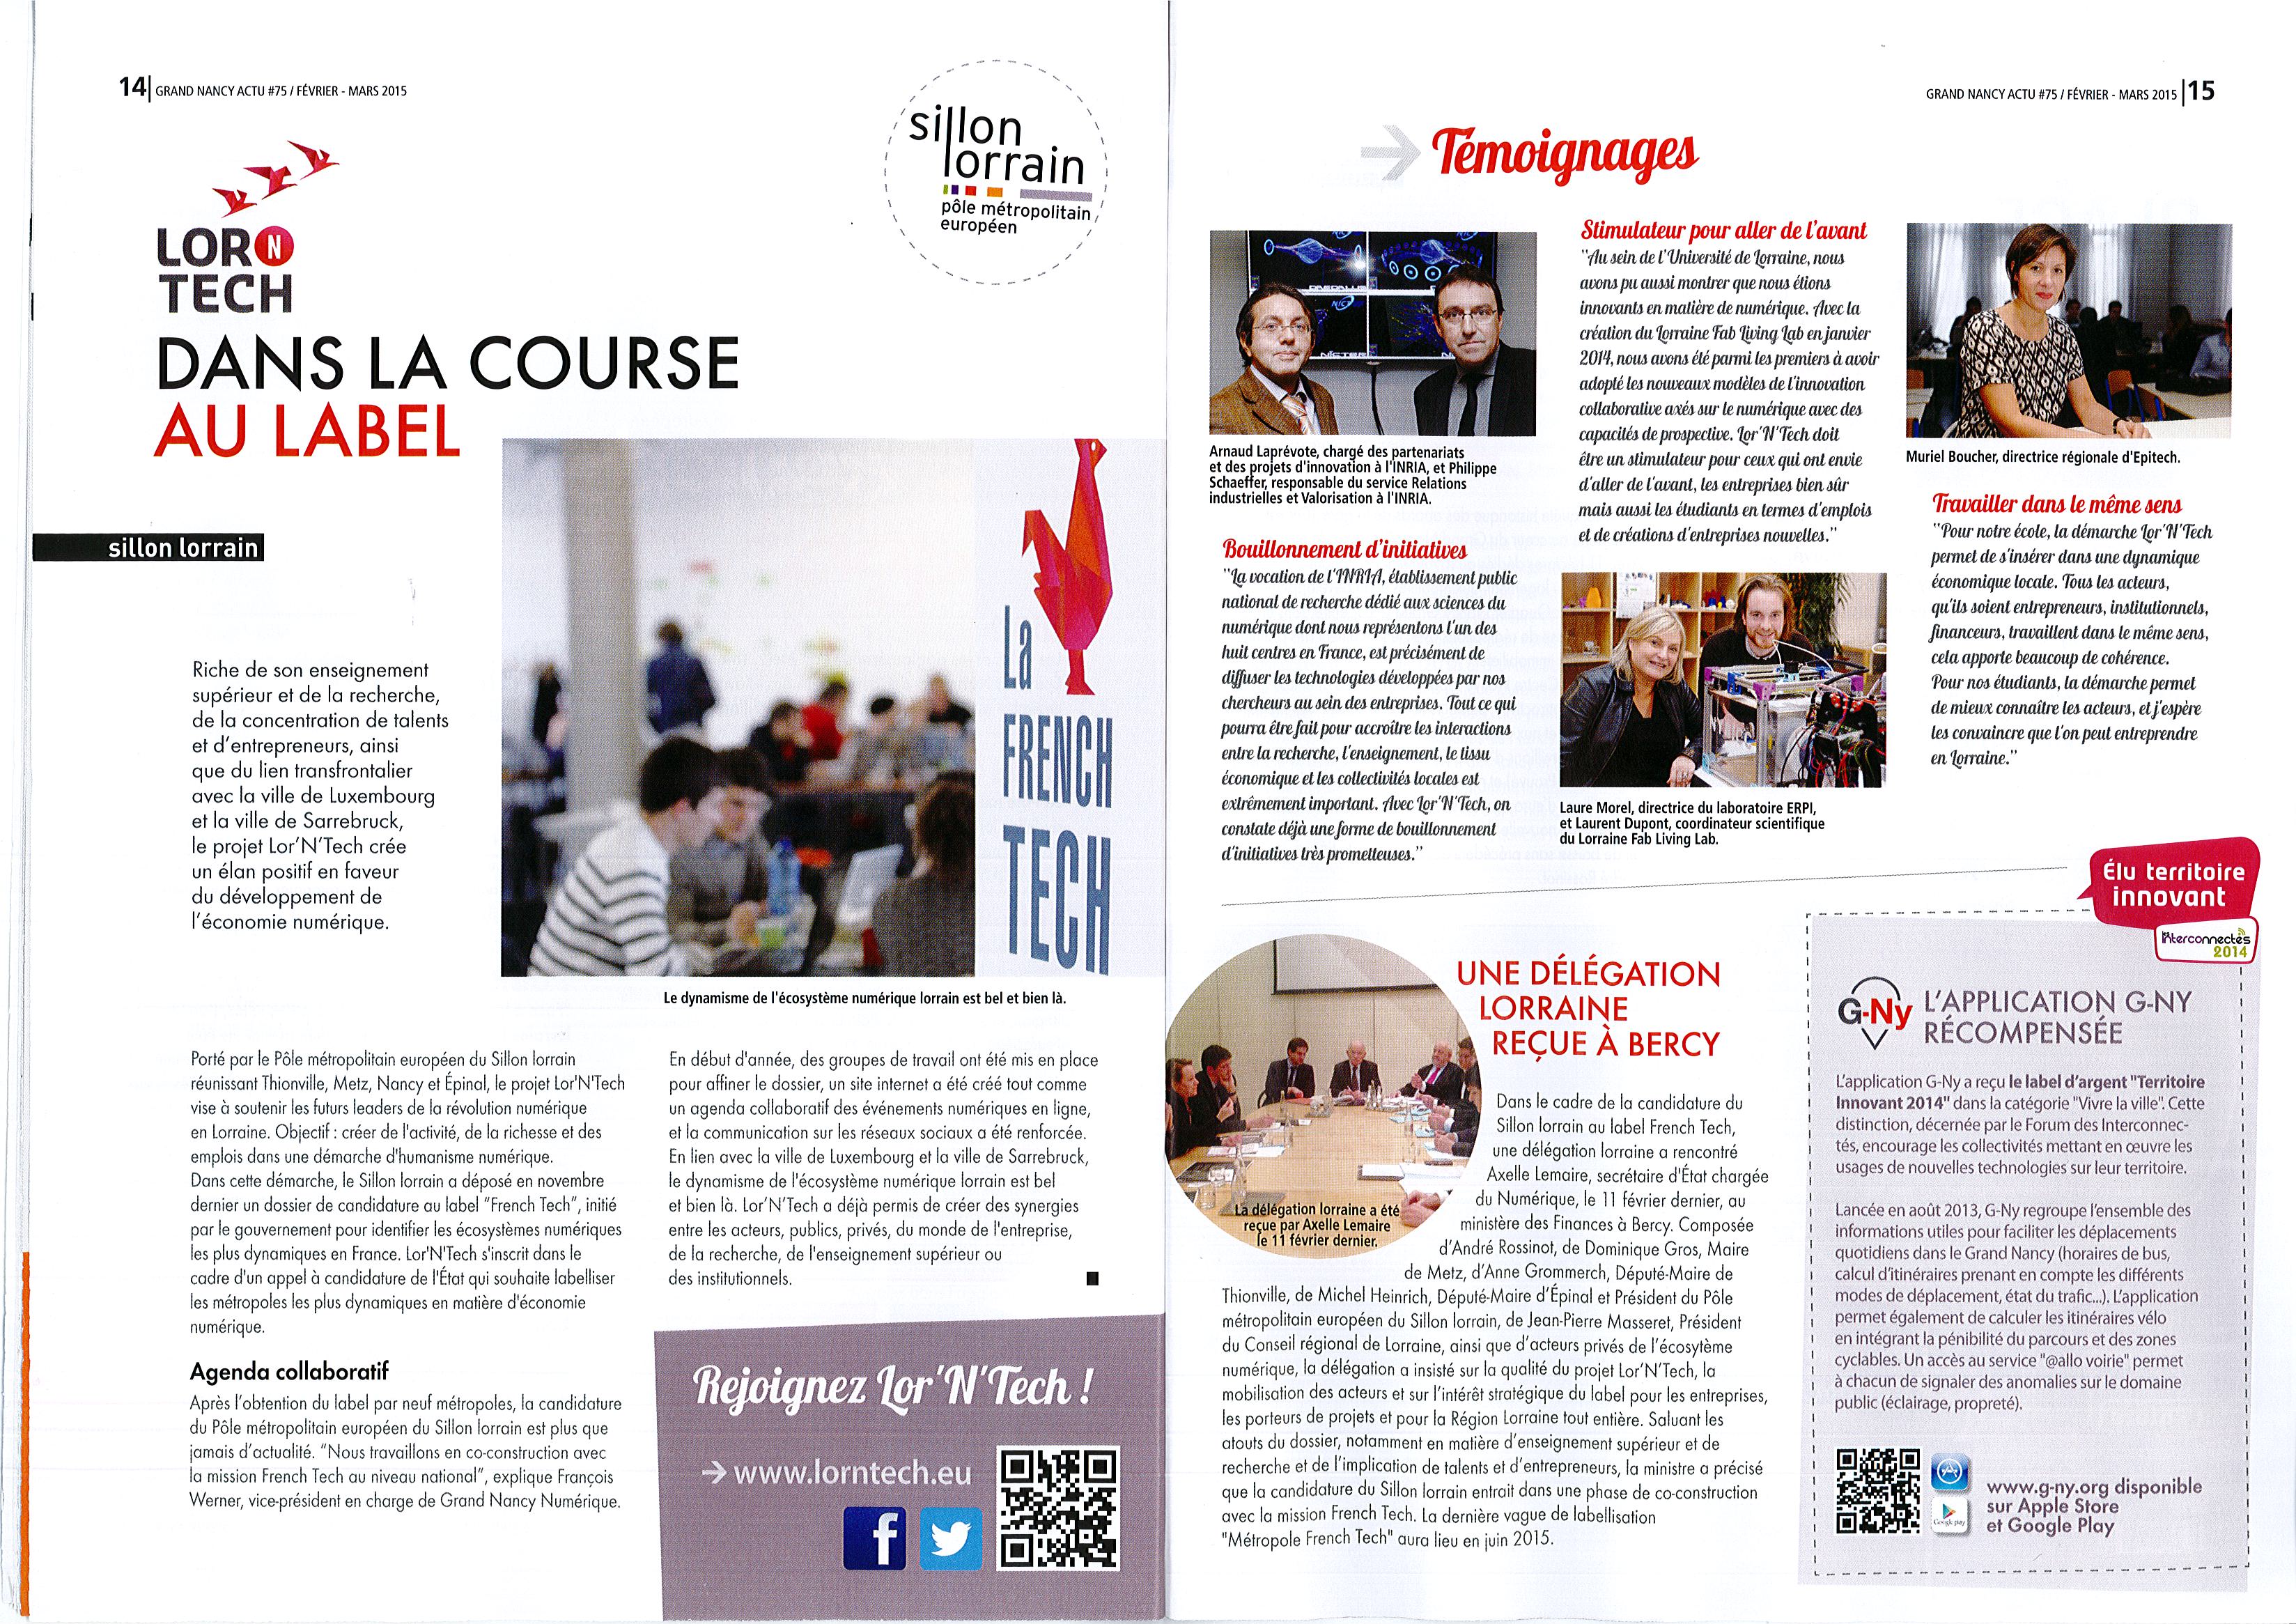 14 | GRAND NANCY ACTU #75 / FÉVRIER - MARS 2015
sillon
lorrain
pôle métropolitain
européen
LOR N
TECH
DANS LA COURSE
AU LABEL
sillon lorrain
Riche de son enseignement
supérieur et de la recherche,
de la concentration de talents
et d’entrepreneurs, ainsi
que du lien transfrontalier
avec la ville de Luxembourg
et la ville de Sarrebruck,
le projet Lor’N’Tech crée
un élan positif en faveur
du développement de
l’économie numérique.
La
FRENCH
TECH
Le dynamisme de l'écosystème numérique lorrain est bel et bien là.
Porté par le Pôle métropolitain européen du Sillon lorrain
réunissant Thionville, Metz, Nancy et Épinal, le projet Lor'N'Tech
vise à soutenir les futurs leaders de la révolution numérique
en Lorraine. Objectif : créer de l'activité, de la richesse et des
emplois dans une démarche d'humanisme numérique.
Dans cette démarche, le Sillon lorrain a déposé en novembre
dernier un dossier de candidature au label “French Tech”, initié
par le gouvernement pour identifier les écosystèmes numériques
les plus dynamiques en France. Lor'N'Tech s'inscrit dans le
cadre d'un appel à candidature de l'État qui souhaite labelliser
les métropoles les plus dynamiques en matière d'économie
numérique.
Agenda collaboratif
Après l’obtention du label par neuf métropoles, la candidature
du Pôle métropolitain européen du Sillon lorrain est plus que
jamais d’actualité. “Nous travaillons en co-construction avec
la mission French Tech au niveau national”, explique François
Werner, vice-président en charge de Grand Nancy Numérique.
En début d'année, des groupes de travail ont été mis en place
pour affiner le dossier, un site internet a été créé tout comme
un agenda collaboratif des événements numériques en ligne,
et la communication sur les réseaux sociaux a été renforcée.
En lien avec la ville de Luxembourg et la ville de Sarrebruck,
le dynamisme de l'écosystème numérique lorrain est bel
et bien là. Lor’N’Tech a déjà permis de créer des synergies
entre les acteurs, publics, privés, du monde de l'entreprise,
de la recherche, de l'enseignement supérieur ou
des institutionnels.
Rejoignez Lor'N'Tech !
www.lorntech.eu
GRAND NANCY ACTU #75 / FÉVRIER - MARS 2015 | 15
Témoignages
Arnaud Laprévote, chargé des partenariats
et des projets d'innovation à l'INRIA, et Philippe
Schaeffer, responsable du service Relations
industrielles et Valorisation à l'INRIA.
Bouillonnement d’initiatives
“La vocation de l'INRIA, établissement public
national de recherche dédié aux sciences du
numérique dont nous représentons l'un des
huit centres en France, est précisément de
diffuser les technologies développées par nos
chercheurs au sein des entreprises. Tout ce qui
pourra être fait pour accroître les interactions
entre la recherche, l'enseignement, le tissu
économique et les collectivités locales est
extrêmement important. Avec Lor'N'Tech, on
constate déjà une forme de bouillonnement
d'initiatives très prometteuses.”
Stimulateur pour aller de l’avant
“Au sein de l'Université de Lorraine, nous
avons pu aussi montrer que nous étions
innovants en matière de numérique. Avec la
création du Lorraine Fab Living Lab en janvier
2014, nous avons été parmi les premiers à avoir
adopté les nouveaux modèles de l'innovation
collaborative axés sur le numérique avec des
capacités de prospective. Lor'N'Tech doit
être un stimulateur pour ceux qui ont envie
d'aller de l'avant, les entreprises bien sûr
mais aussi les étudiants en termes d'emplois
et de créations d'entreprises nouvelles.”
Laure Morel, directrice du laboratoire ERPI,
et Laurent Dupont, coordinateur scientifique
du Lorraine Fab Living Lab.
Muriel Boucher, directrice régionale d'Epitech.
Travailler dans le même sens
“Pour notre école, la démarche Lor'N'Tech
permet de s'insérer dans une dynamique
économique locale. Tous les acteurs,
qu'ils soient entrepreneurs, institutionnels,
financeurs, travaillent dans le même sens,
cela apporte beaucoup de cohérence.
Pour nos étudiants, la démarche permet
de mieux connaître les acteurs, et j'espère
les convaincre que l'on peut entreprendre
en Lorraine.”
UNE DÉLÉGATION
LORRAINE
REÇUE À BERCY
La délégation lorraine a été
reçue par Axelle Lemaire
le 11 février dernier.
Dans le cadre de la candidature du
Sillon lorrain au label French Tech,
une délégation lorraine a rencontré
Axelle Lemaire, secrétaire d’État chargée
du Numérique, le 11 février dernier, au
ministère des Finances à Bercy. Composée
d’André Rossinot, de Dominique Gros, Maire
de Metz, d’Anne Grommerch, Député-Maire de
Thionville, de Michel Heinrich, Député-Maire d’Épinal et Président du Pôle
métropolitain européen du Sillon lorrain, de Jean-Pierre Masseret, Président
du Conseil régional de Lorraine, ainsi que d’acteurs privés de l’écosytème
numérique, la délégation a insisté sur la qualité du projet Lor’N’Tech, la
mobilisation des acteurs et sur l’intérêt stratégique du label pour les entreprises,
les porteurs de projets et pour la Région Lorraine tout entière. Saluant les
atouts du dossier, notamment en matière d’enseignement supérieur et de
recherche et de l’implication de talents et d’entrepreneurs, la ministre a précisé
que la candidature du Sillon lorrain entrait dans une phase de co-construction
avec la mission French Tech. La dernière vague de labellisation
"Métropole French Tech" aura lieu en juin 2015.
Élu territoire
innovant
les interconnectés
2014
G-Ny
L’APPLICATION G-NY
RÉCOMPENSÉE
L’application G-Ny a reçu le label d’argent "Territoire
Innovant 2014" dans la catégorie "Vivre la ville". Cette
distinction, décernée par le Forum des Interconnec-
tés, encourage les collectivités mettant en œuvre les
usages de nouvelles technologies sur leur territoire.
Lancée en août 2013, G-Ny regroupe l’ensemble des
informations utiles pour faciliter les déplacements
quotidiens dans le Grand Nancy (horaires de bus,
calcul d’itinéraires prenant en compte les différents
modes de déplacement, état du trafic...). L’application
permet également de calculer les itinéraires vélo
en intégrant la pénibilité du parcours et des zones
cyclables. Un accès au service "@allo voirie" permet
à chacun de signaler des anomalies sur le domaine
public (éclairage, propreté).
Google play
www.g-ny.org disponible
sur Apple Store
et Google Play